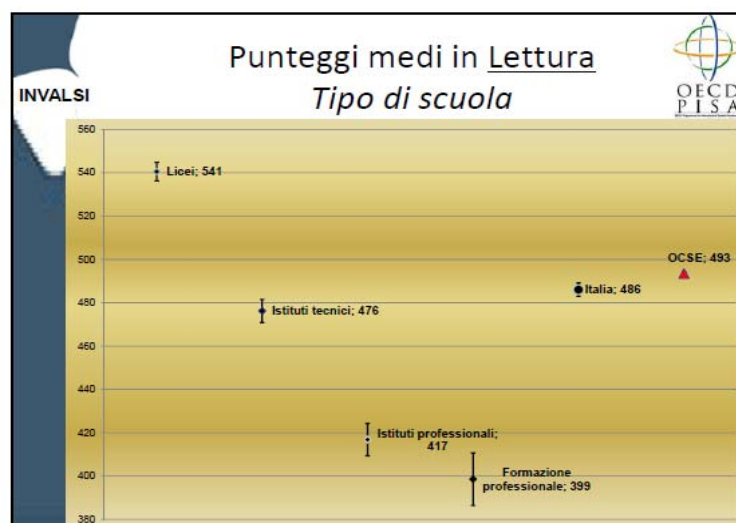 Punteggi medi in Lettura
Tipo di scuola
INVALSI
OECD
PISA
560
540
520
500
480
460
440
420
400
380
Licei; 541
Istituti tecnici; 476
Istituti professionali;
417
Formazione
professionale; 399
Italia; 486
OCSE; 493